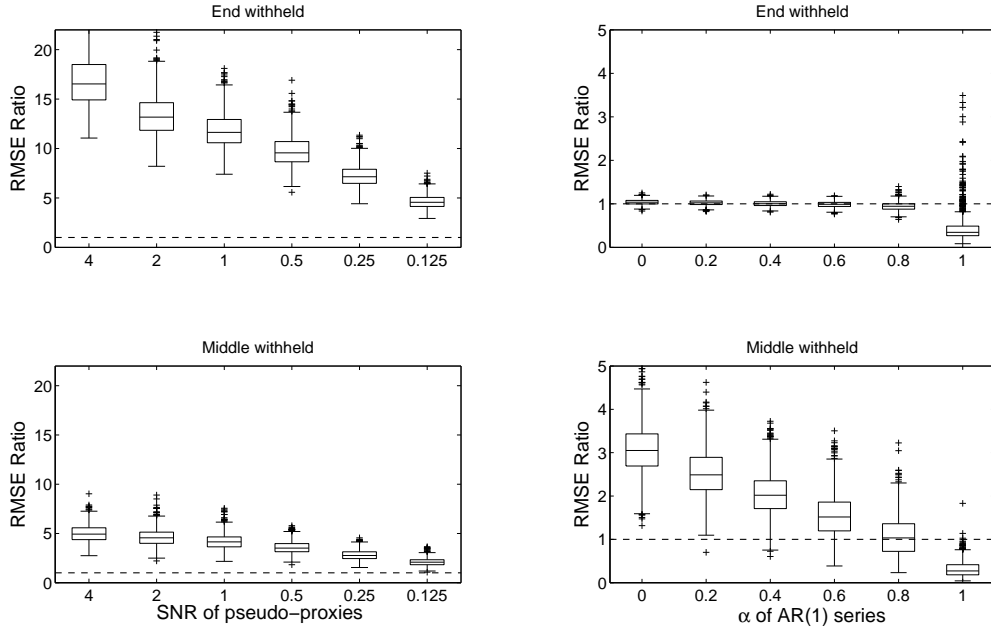 End withheld
RMSE Ratio
20
15
10
5
0
4 2 1 0.5 0.25 0.125
End withheld
RMSE Ratio
5
4
3
2
1
0
0 0.2 0.4 0.6 0.8 1
Middle withheld
RMSE Ratio
20
15
10
5
0
4 2 1 0.5 0.25 0.125
SNR of pseudo−proxies
Middle withheld
RMSE Ratio
5
4
3
2
1
0
0 0.2 0.4 0.6 0.8 1
α of AR(1) series